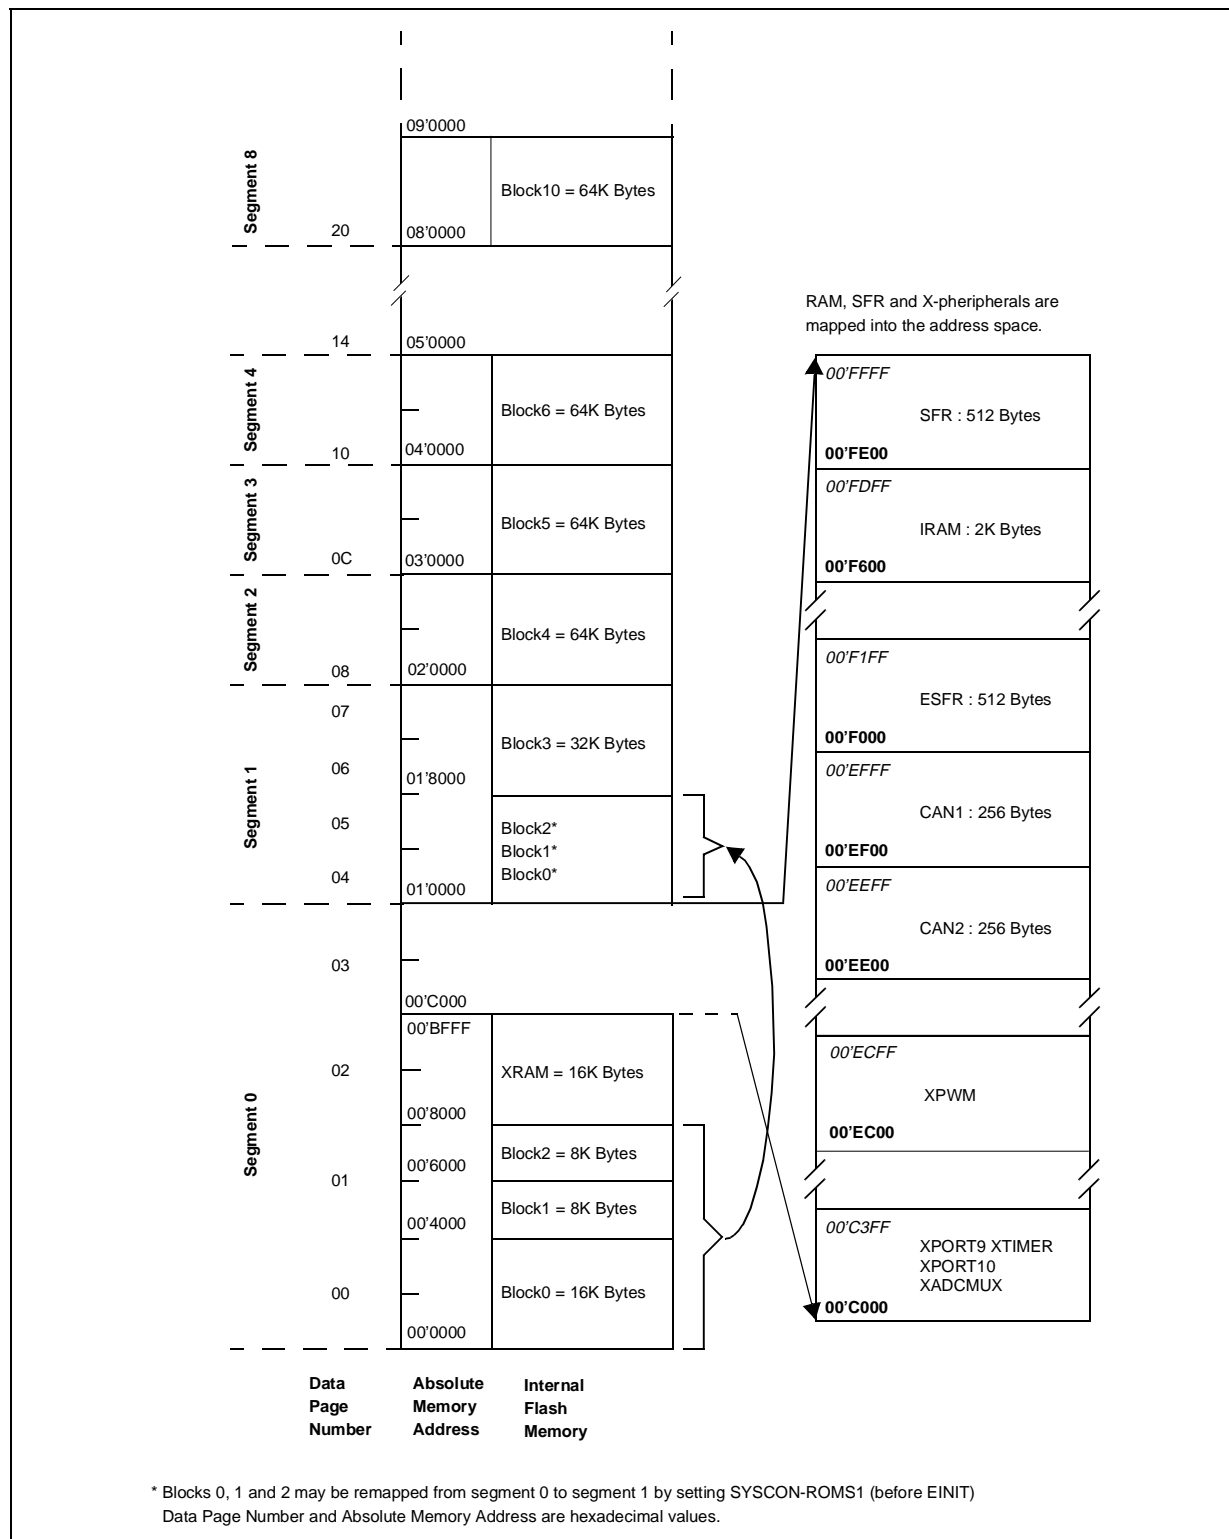 09'0000
Segment 8
Block10 = 64K Bytes
20
08'0000
14
05'0000
Segment 4
Block6 = 64K Bytes
10
04'0000
Segment 3
Block5 = 64K Bytes
0C
03'0000
Segment 2
Block4 = 64K Bytes
08
02'0000
Segment 1
07
Block3 = 32K Bytes
06
01'8000
05
Block2*
Block1*
Block0*
04
01'0000
Segment 0
03
00'C000
00'BFFF
02
XRAM = 16K Bytes
00'8000
Block2 = 8K Bytes
00'6000
01
Block1 = 8K Bytes
00'4000
00
Block0 = 16K Bytes
00'0000
Data
Page
Number
Absolute
Memory
Address
Internal
Flash
Memory
RAM, SFR and X-pheripherals are
mapped into the address space.
00'FFFF
SFR : 512 Bytes
00'FE00
00'FDFF
IRAM : 2K Bytes
00'F600
00'F1FF
ESFR : 512 Bytes
00'F000
00'EFFF
CAN1 : 256 Bytes
00'EF00
00'EEFF
CAN2 : 256 Bytes
00'EE00
00'ECFF
XPWM
00'EC00
00'C3FF
XPORT9 XTIMER
XPORT10
XADCMUX
00'C000
* Blocks 0, 1 and 2 may be remapped from segment 0 to segment 1 by setting SYSCON-ROMS1 (before EINIT)
Data Page Number and Absolute Memory Address are hexadecimal values.